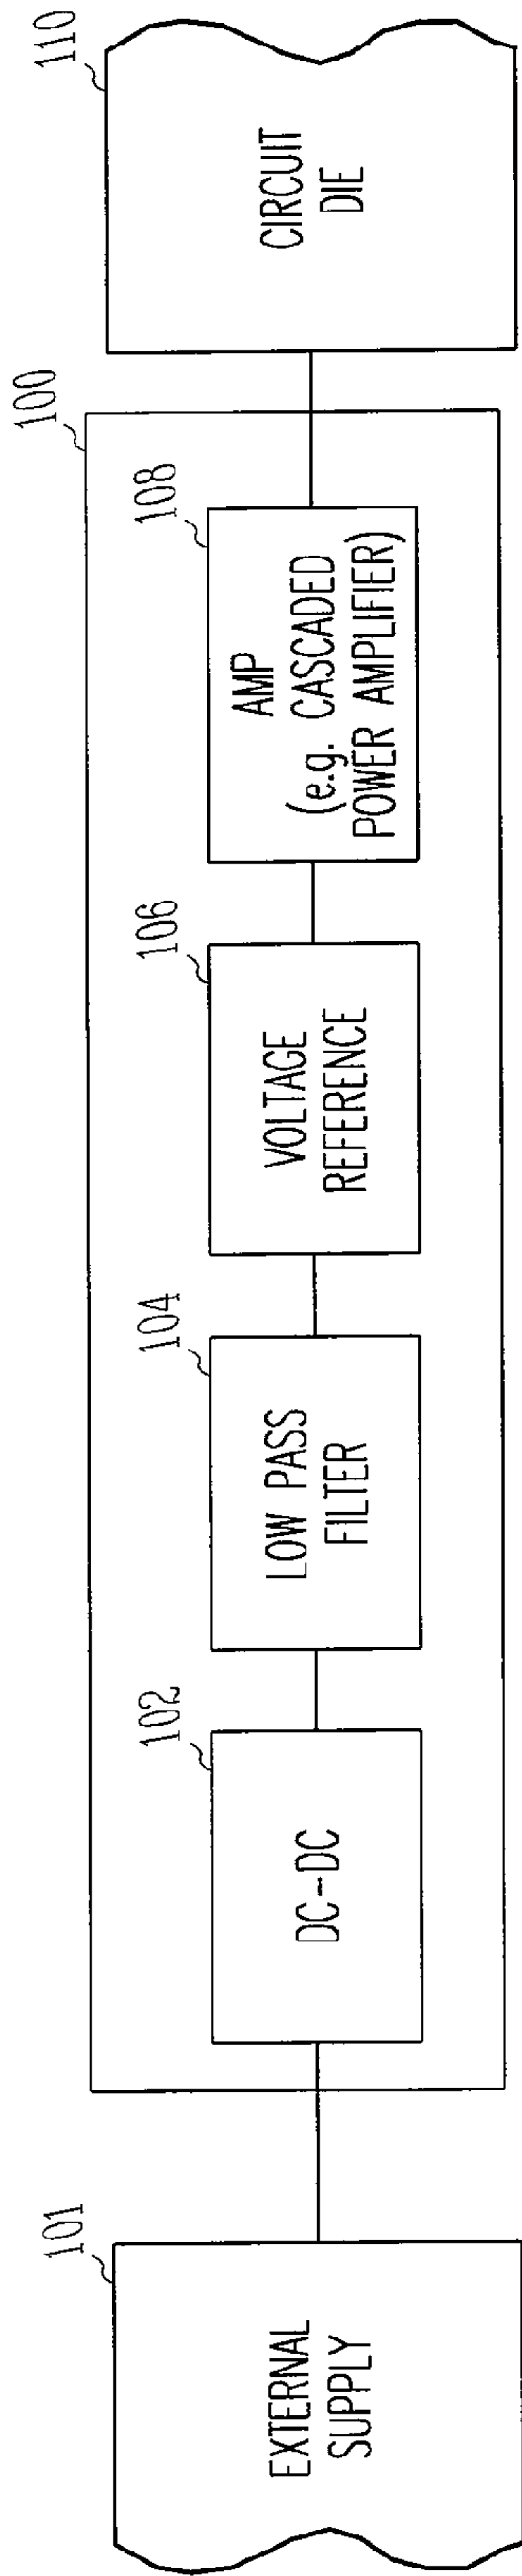 101
EXTERNAL
SUPPLY
100
102
DC-DC
104
LOW PASS
FILTER
106
VOLTAGE
REFERENCE
108
AMP
(e.g. CASCADED
POWER AMPLIFIER)
110
CIRCUIT
DIE